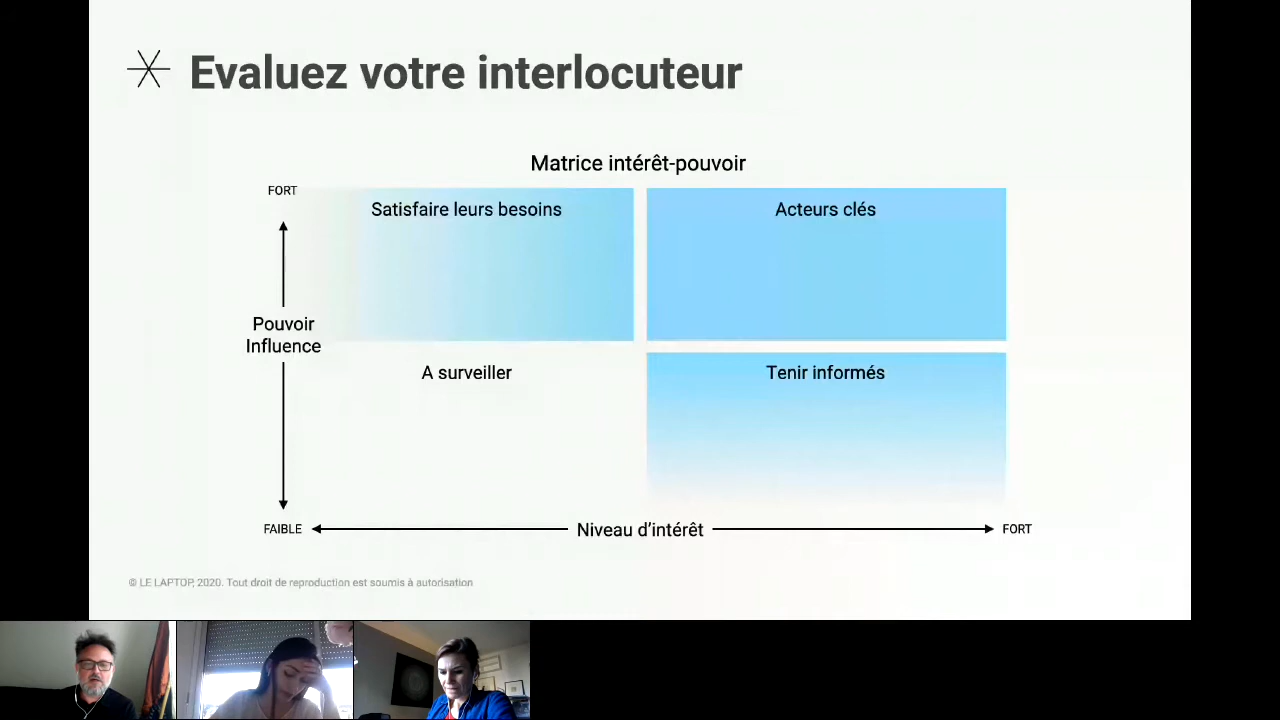 Evaluez votre interlocuteur
Matrice intérêt-pouvoir
FORT
Satisfaire leurs besoins
Acteurs clés
Pouvoir
Influence
A surveiller
Tenir informés
FAIBLE
Niveau d'intérêt
FORT
© LE LAPTOP, 2020. Tout droit de reproduction est soumis à autorisation